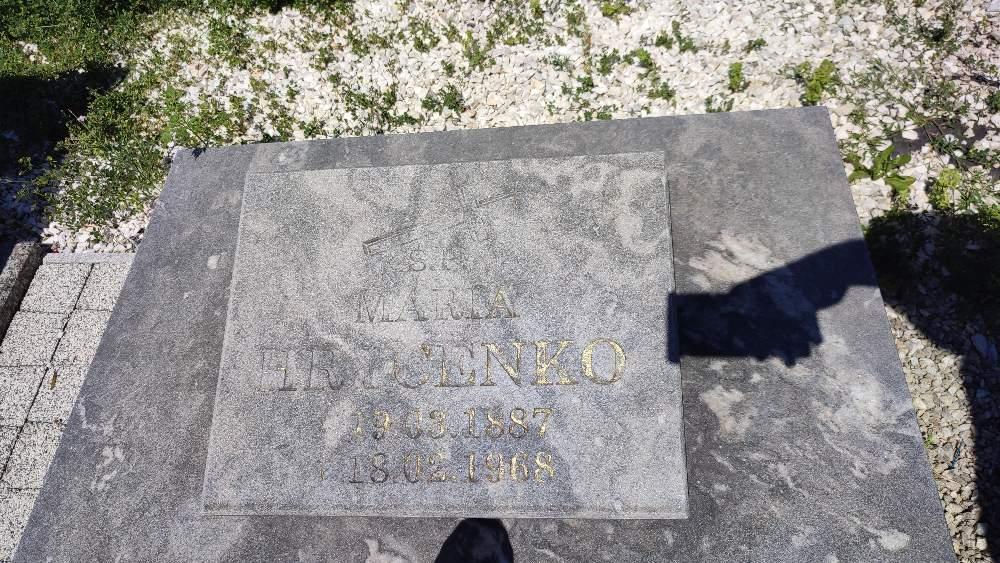 S.P.
MARIA
HRYCENKO
19.03.1887
18.02.1968